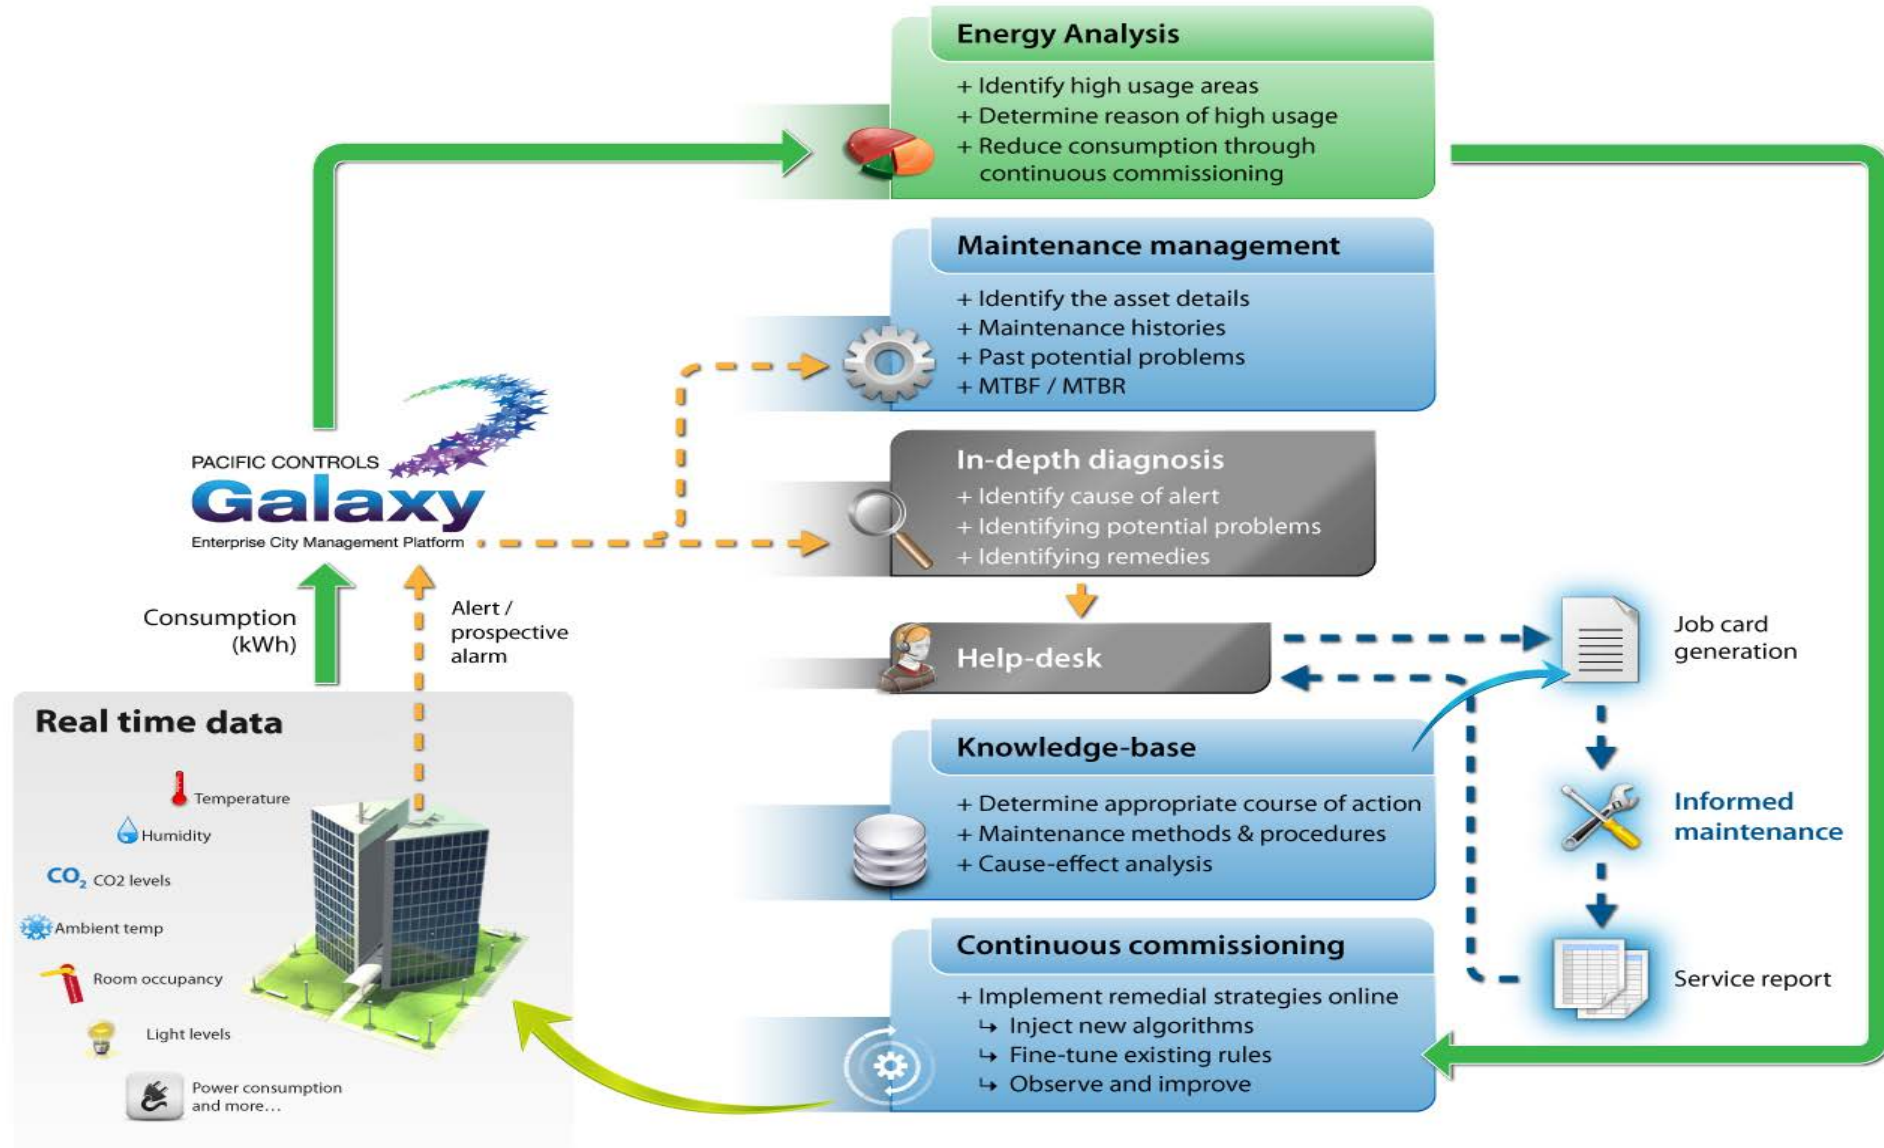 Energy Analysis
+ Identify high usage areas
+ Determine reason of high usage
+ Reduce consumption through
continuous commissioning
Maintenance management
+ Identify the asset details
+ Maintenance histories
+ Past potential problems
+ MTBF / MTBR
PACIFIC CONTROLS
Galaxy
Enterprise City Management Platform
In-depth diagnosis
+ Identify cause of alert
+ Identifying potential problems
+ Identifying remedies
Consumption
(kWh)
Alert /
prospective
alarm
Help-desk
Job card
generation
Real time data
Temperature
Humidity
CO2 CO2 levels
Ambient temp
Room occupancy
Light levels
Power consumption
and more...
Knowledge-base
+ Determine appropriate course of action
+ Maintenance methods & procedures
+ Cause-effect analysis
Informed
maintenance
Continuous commissioning
+ Implement remedial strategies online
↳ Inject new algorithms
↳ Fine-tune existing rules
↳ Observe and improve
Service report